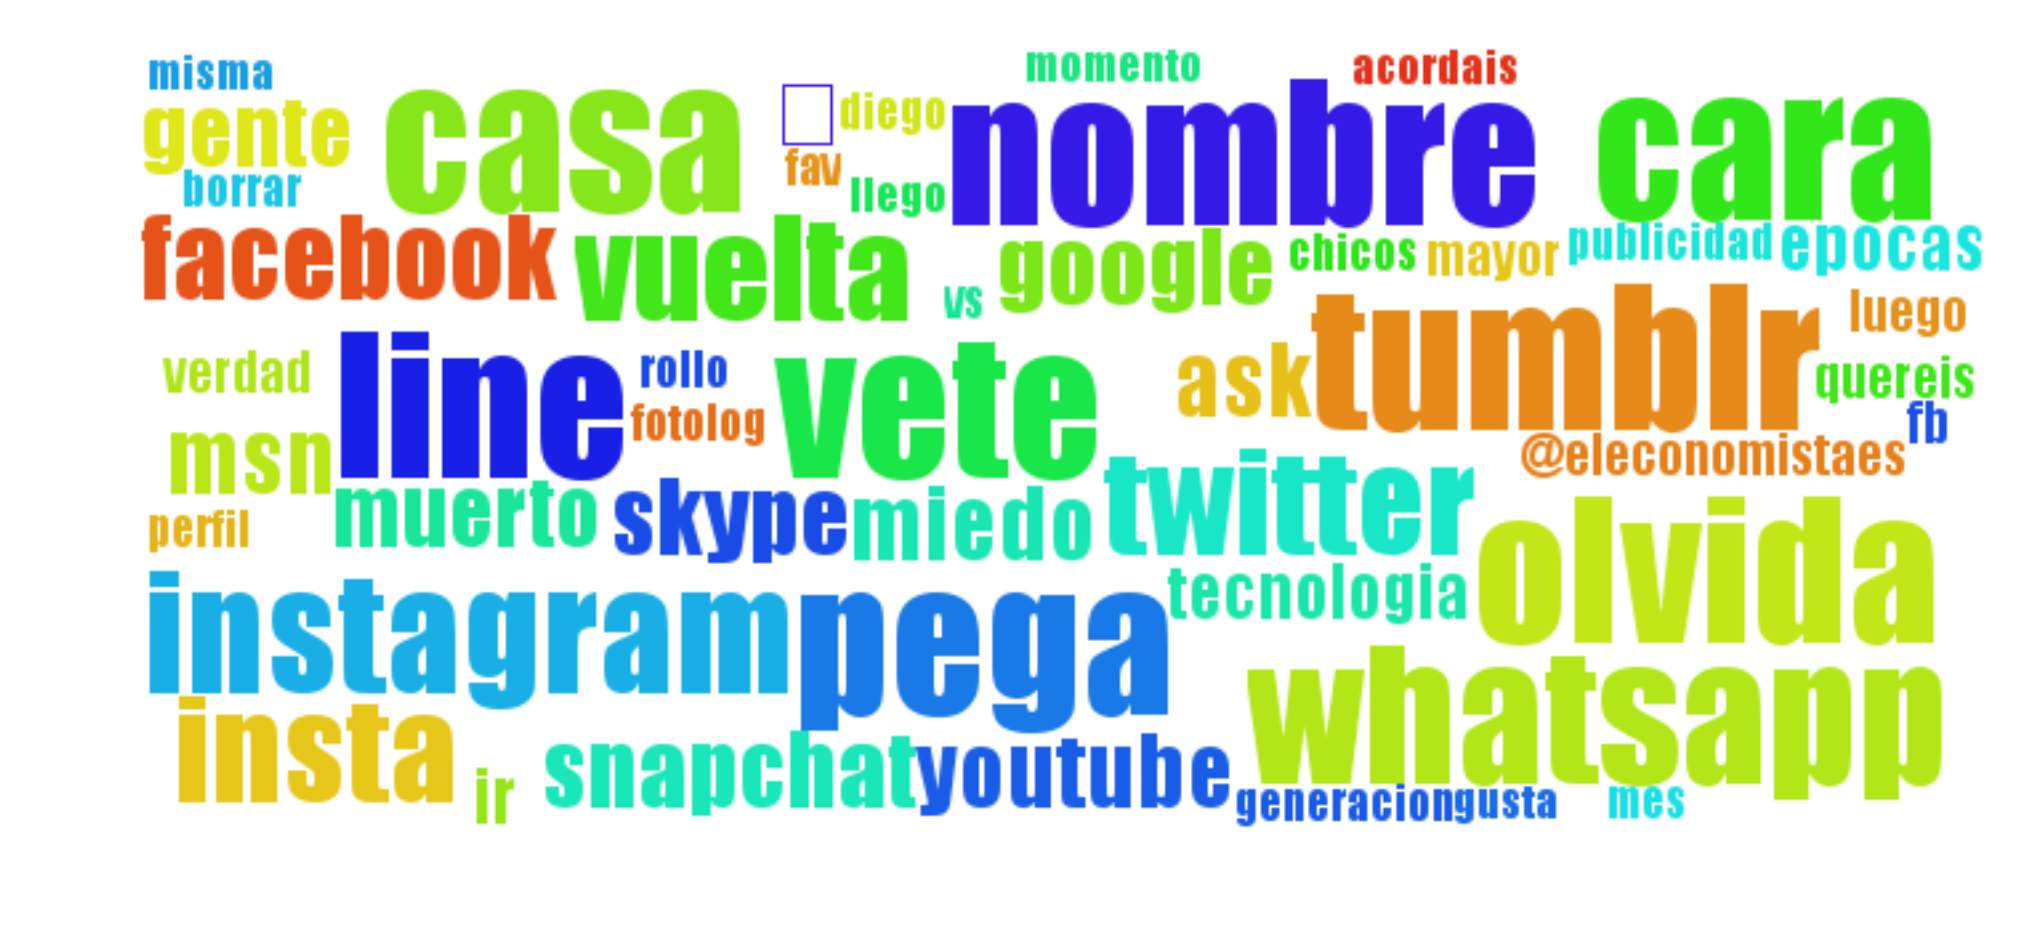 misma momento acordais
gente casa diego nombre cara
borrar fav llego
facebook vuelta vs google chicos mayor publicidad epocas
line rollo vete ask tumblr luego
verdad fotolog quereis
msn fb
@eleconomistaes
perfil muerto skype miedo twitter olvida
instagram pega tecnologia
whatsapp
insta ir snapchat youtube
generacion gusta mes